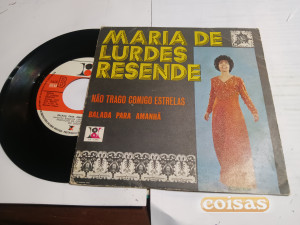 MARIA DE
LURDES
RESENDE
NÃO TRAGO COMIGO ESTRELAS
BALADA PARA AMANHÃ
coisas